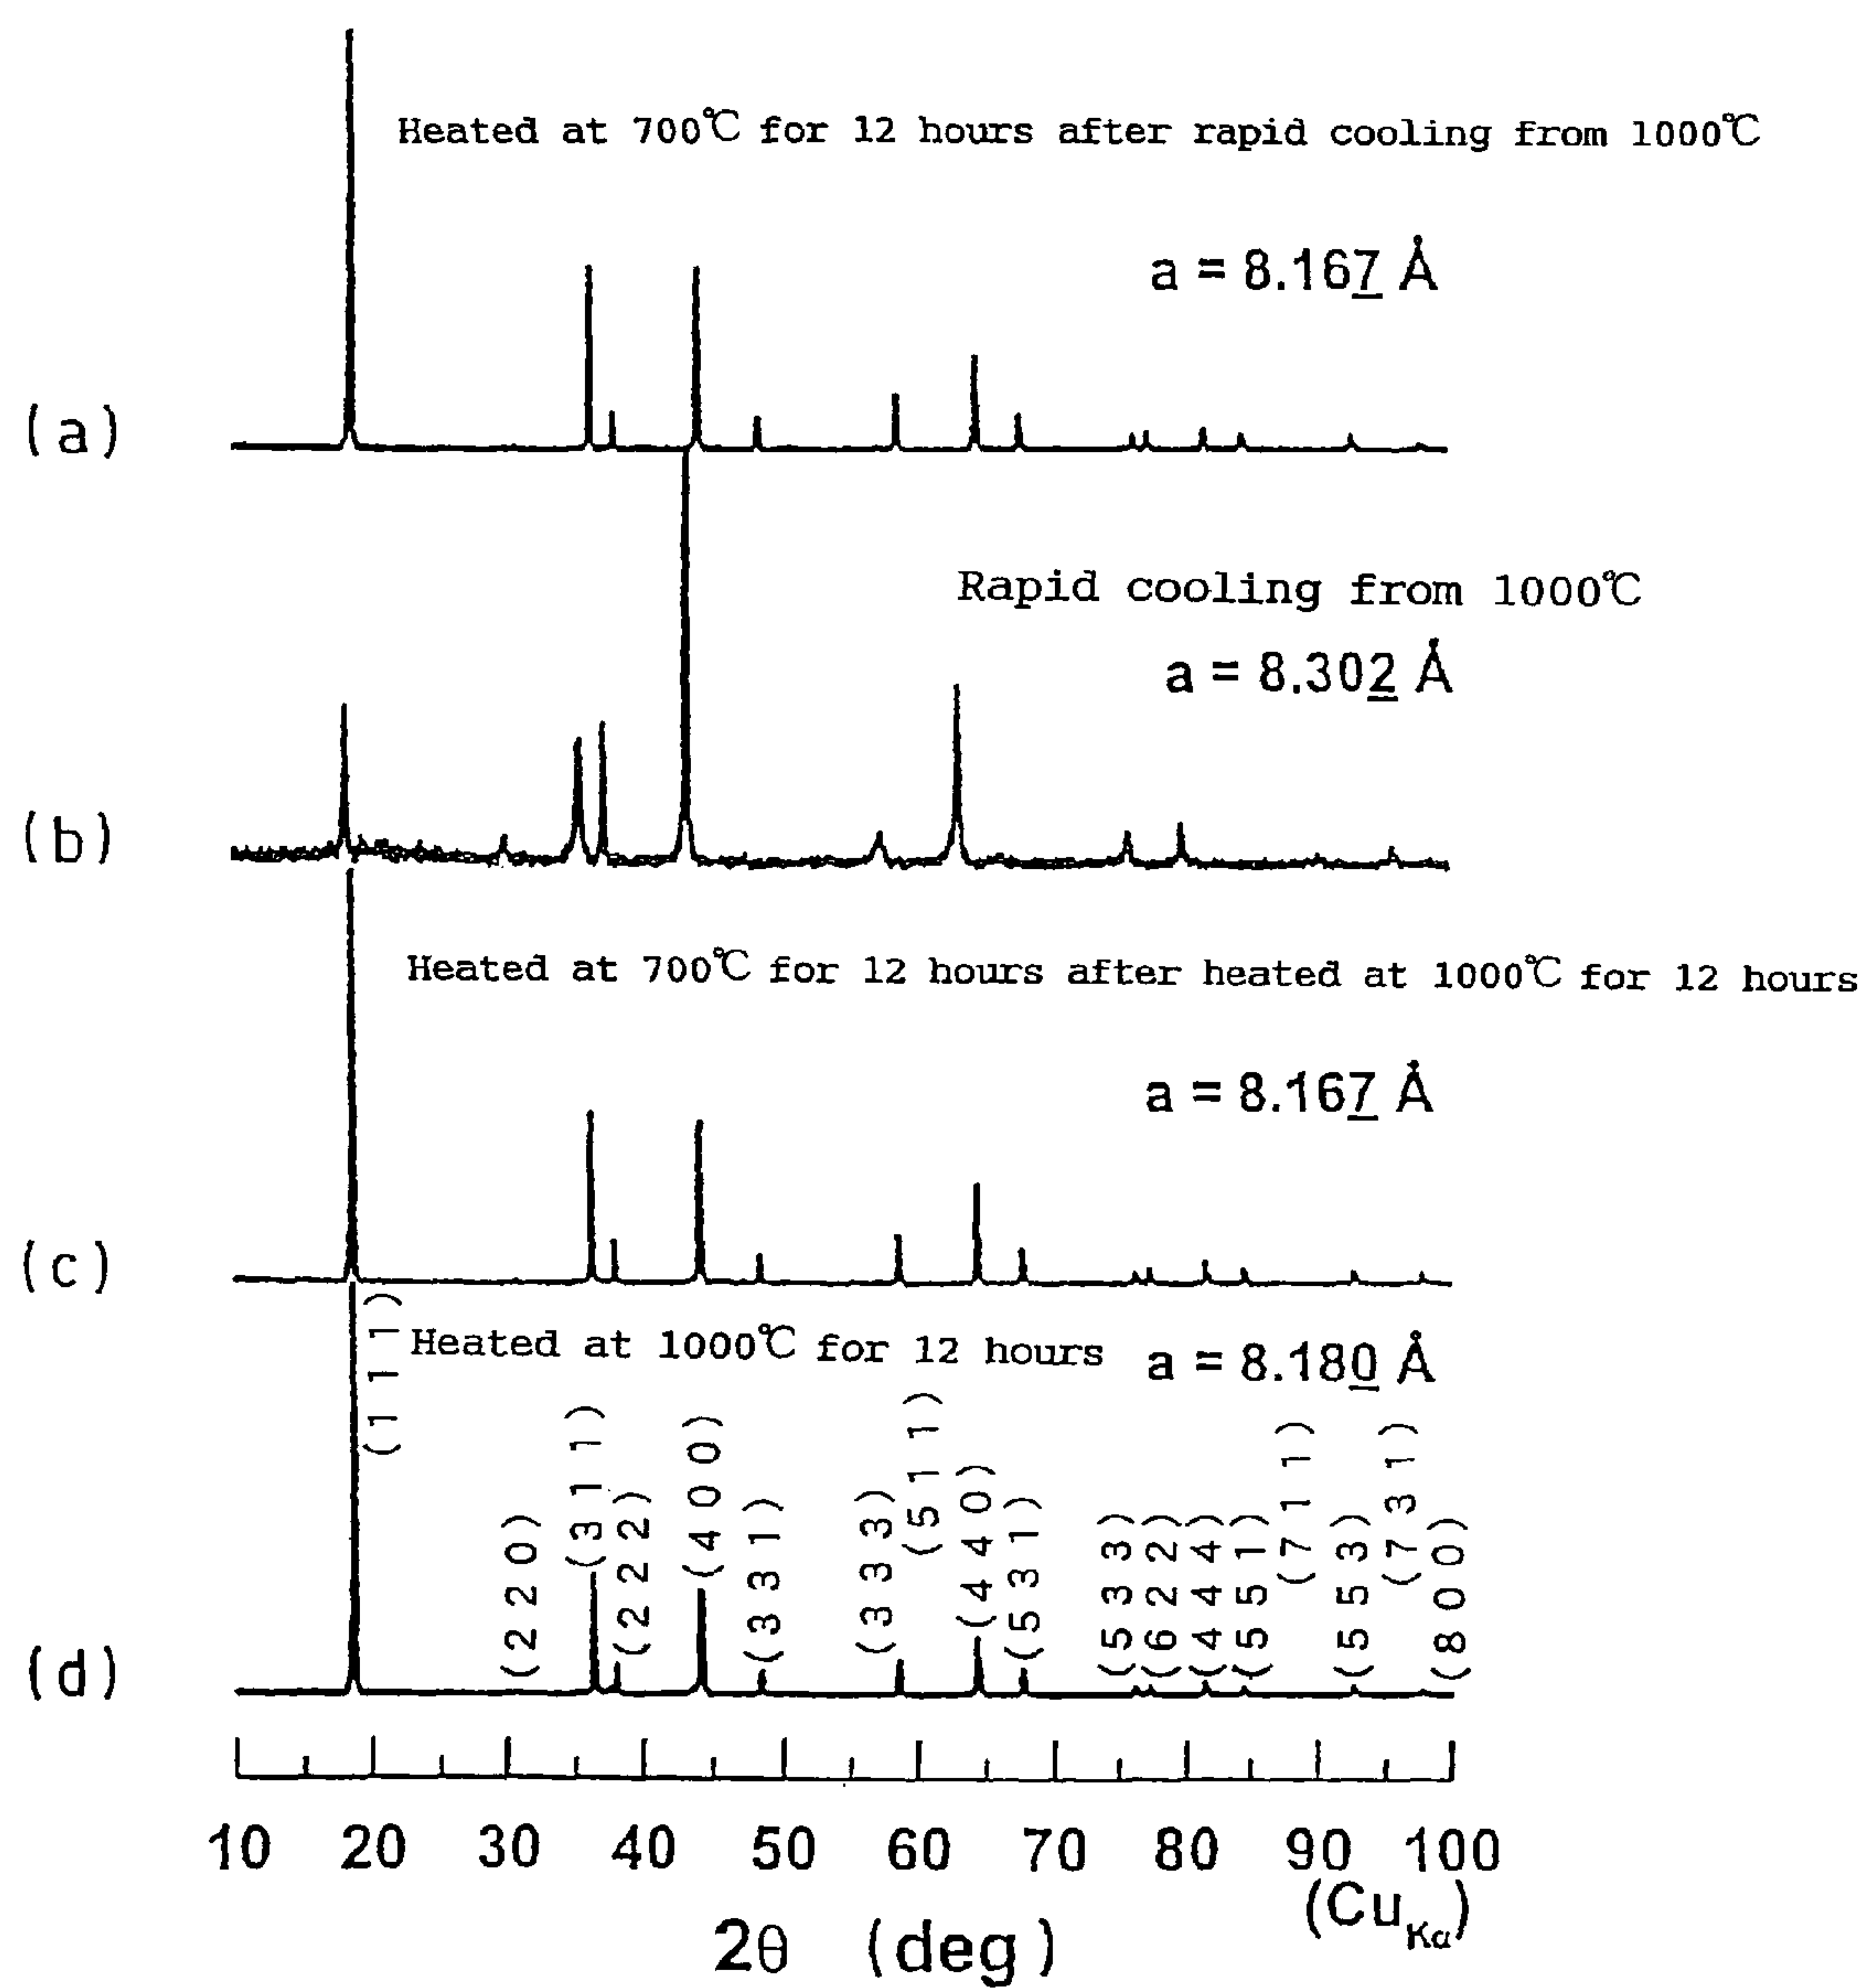 Heated at 700℃ for 12 hours after rapid cooling from 1000℃
a = 8.167 Å
(a)
Rapid cooling from 1000℃
a = 8.302 Å
(b)
Heated at 700℃ for 12 hours after heated at 1000℃ for 12 hours
a = 8.167 Å
(c)
Heated at 1000℃ for 12 hours
a = 8.180 Å
(d)
(111)
(220)
(311)
(222)
(400)
(331)
(333)
(511)
(440)
(531)
(533)
(622)
(444)
(551)
(711)
(553)
(731)
(800)
10 20 30 40 50 60 70 80 90 100
(CuKα)
2θ (deg)